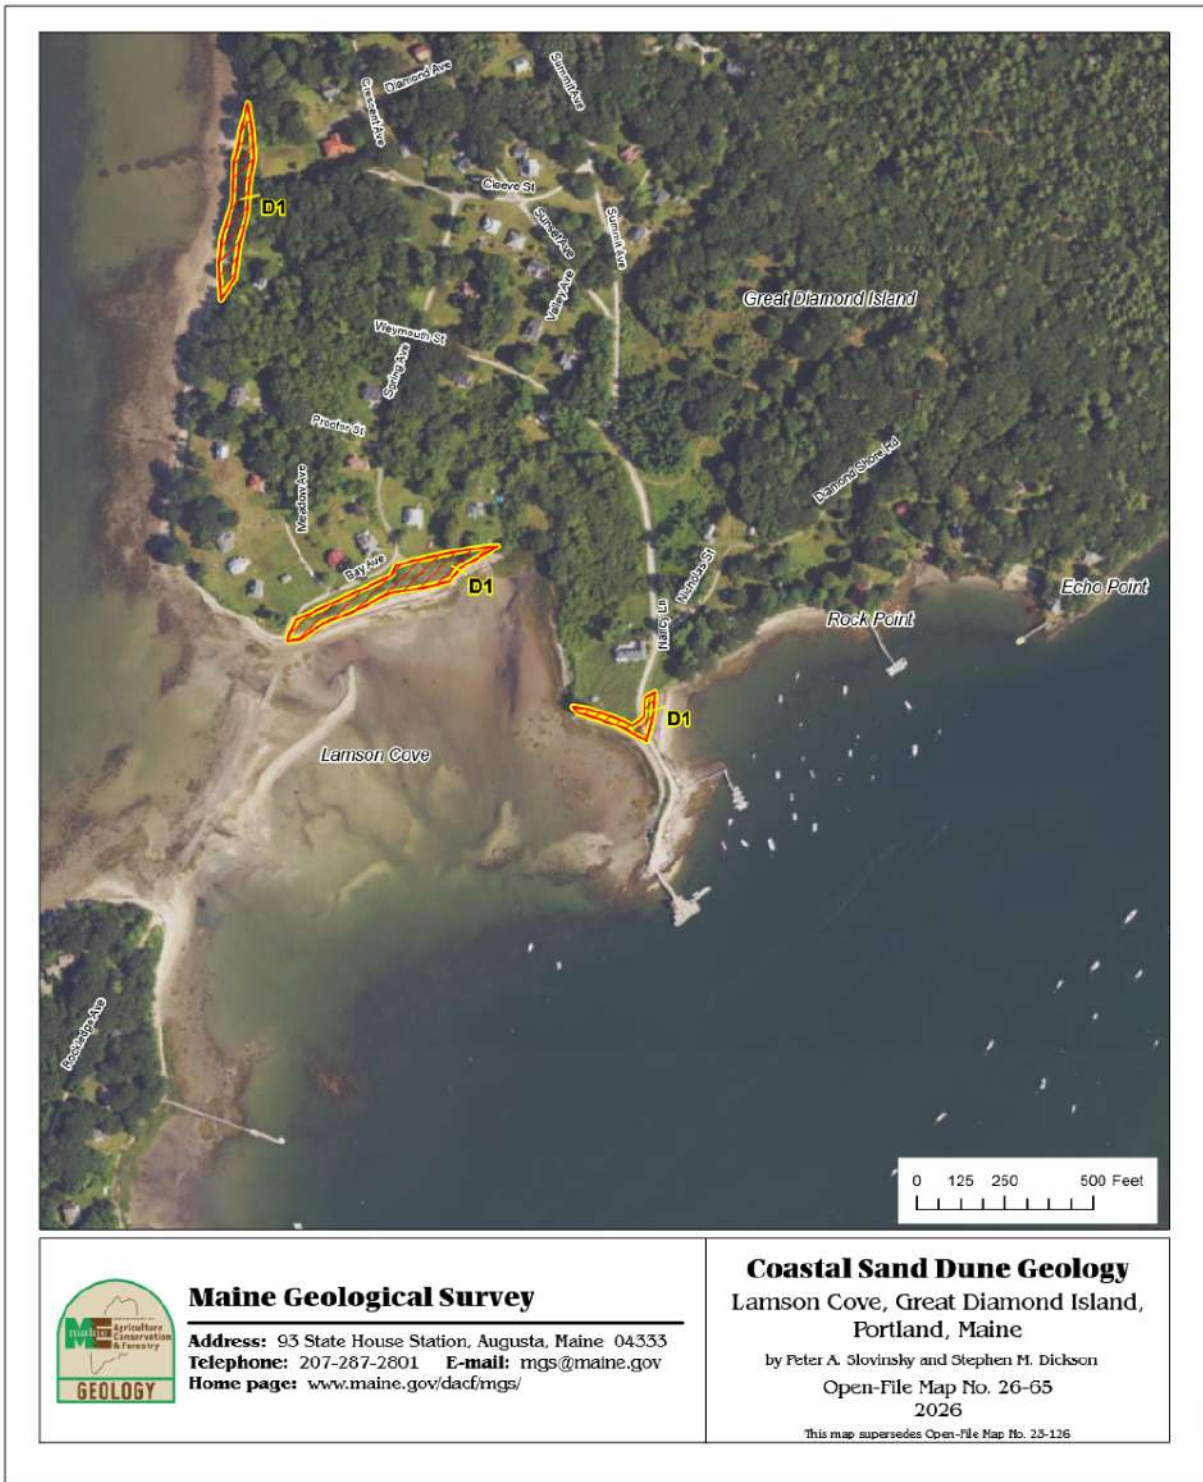 Diamond Ave
Crescent Ave
Summit Ave
D1
Cleeve St
Sunset Ave
Summit Ave
Valley Ave
Great Diamond Island
Weymouth St
Spring Ave
Procter St
Meadow Ave
Diamond Shore Rd
Bay Ave
D1
Nicholas St
Echo Point
Nancy Ln
Rock Point
D1
Lamson Cove
Rockledge Ave
0 125 250 500 Feet
maine
Agriculture
Conservation
& Forestry
GEOLOGY
Maine Geological Survey
Address: 93 State House Station, Augusta, Maine 04333
Telephone: 207-287-2801 E-mail: mgs@maine.gov
Home page: www.maine.gov/dacf/mgs/
Coastal Sand Dune Geology
Lamson Cove, Great Diamond Island,
Portland, Maine
by Peter A. Slovinsky and Stephen M. Dickson
Open-File Map No. 26-65
2026
This map supersedes Open-File Map No. 23-126